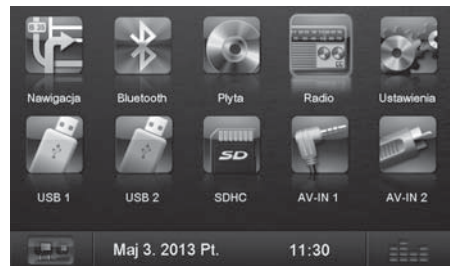 Nawigacja Bluetooth Płyta Radio Ustawienia
SD
USB 1 USB 2 SDHC AV-IN 1 AV-IN 2
Maj 3. 2013 Pt. 11:30